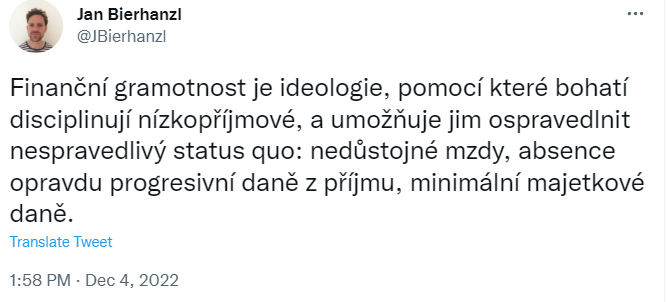 Jan Bierhanzl
@JBierhanzl
Finanční gramotnost je ideologie, pomocí které bohatí
disciplinují nízkopříjmové, a umožňuje jim ospravedlnit
nespravedlivý status quo: nedůstojné mzdy, absence
opravdu progresivní daně z příjmu, minimální majetkové
daně.
Translate Tweet
1:58 PM · Dec 4, 2022